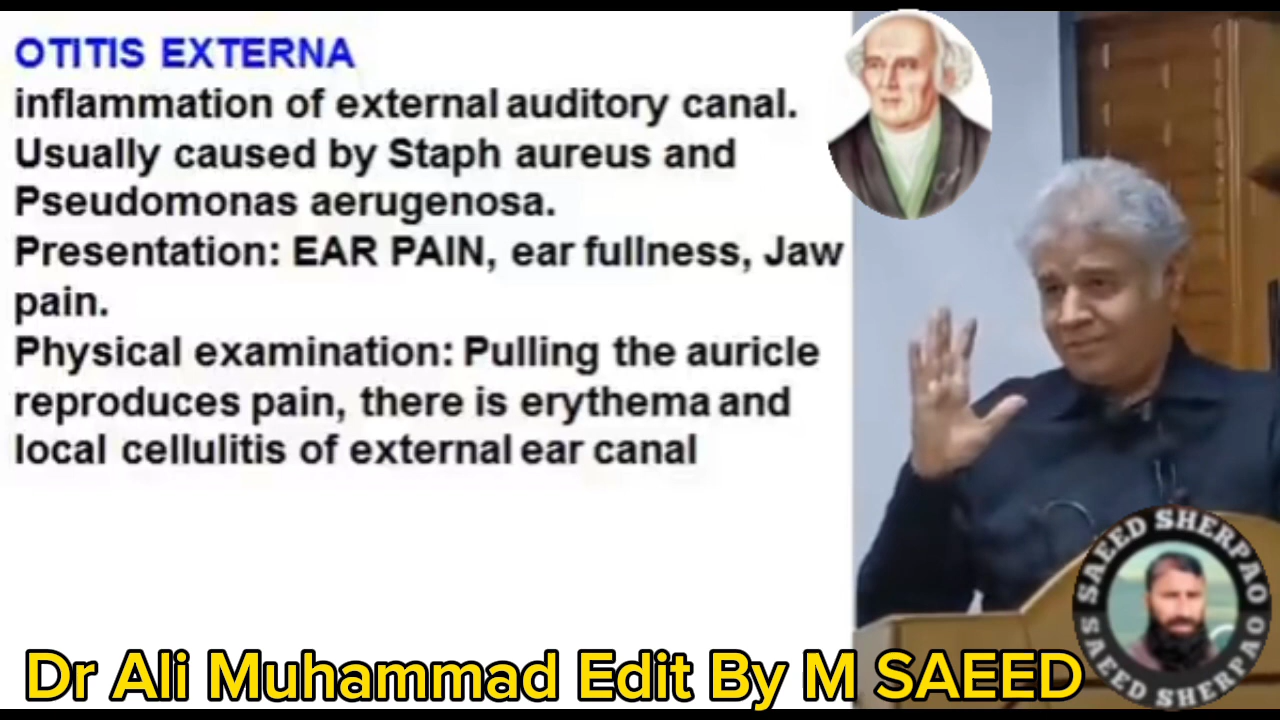 OTITIS EXTERNA
inflammation of external auditory canal.
Usually caused by Staph aureus and
Pseudomonas aerugenosa.
Presentation: EAR PAIN, ear fullness, Jaw
pain.
Physical examination: Pulling the auricle
reproduces pain, there is erythema and
local cellulitis of external ear canal
Dr Ali Muhammad Edit By M SAEED
SAEED SHERPAO
SAEED SHERPAO